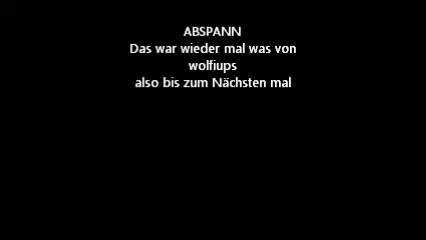 ABSPANN
Das war wieder mal was von
wolfiups
also bis zum Nächsten mal